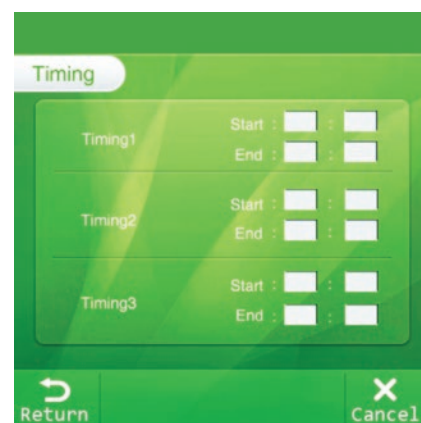 Timing
Timing1
Start : :
End : :
Timing2
Start : :
End : :
Timing3
Start : :
End : :
Return
Cancel